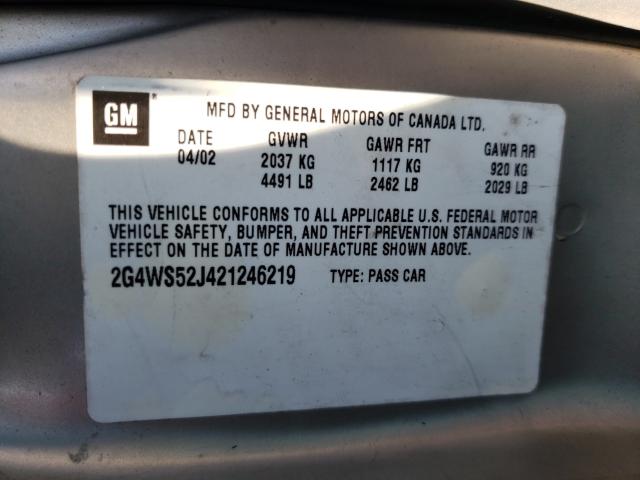 GM MFD BY GENERAL MOTORS OF CANADA LTD.
DATE GVWR GAWR FRT GAWR RR
04/02 2037 KG 1117 KG 920 KG
4491 LB 2462 LB 2029 LB
THIS VEHICLE CONFORMS TO ALL APPLICABLE U.S. FEDERAL MOTOR
VEHICLE SAFETY, BUMPER, AND THEFT PREVENTION STANDARDS IN
EFFECT ON THE DATE OF MANUFACTURE SHOWN ABOVE.
2G4WS52J421246219 TYPE: PASS CAR